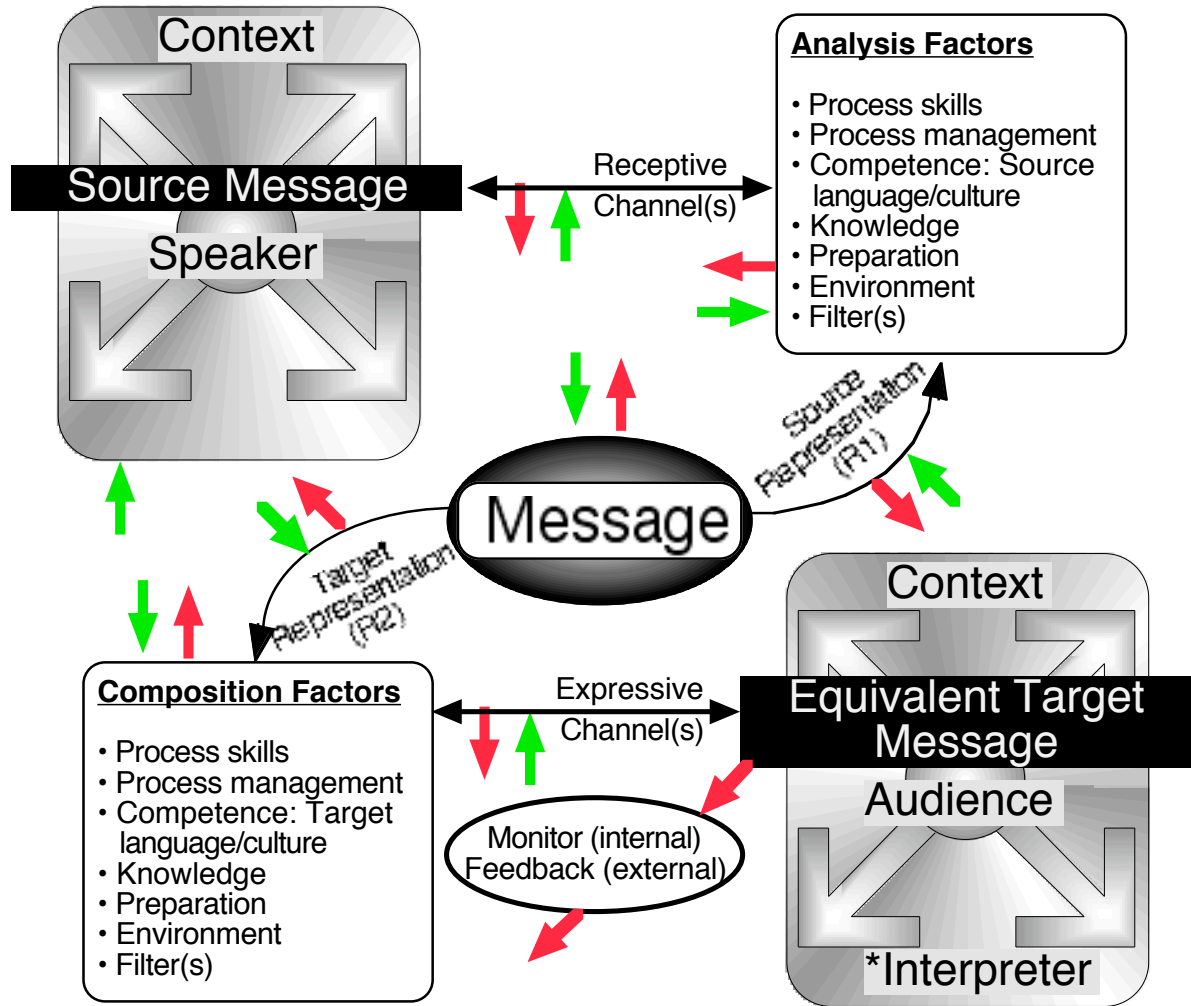 Context
Source Message
Speaker
Receptive
Channel(s)
Analysis Factors
• Process skills
• Process management
• Competence: Source
language/culture
• Knowledge
• Preparation
• Environment
• Filter(s)
Source
Representation
(R1)
Message
Target
Representation
(R2)
Composition Factors
• Process skills
• Process management
• Competence: Target
language/culture
• Knowledge
• Preparation
• Environment
• Filter(s)
Expressive
Channel(s)
Monitor (internal)
Feedback (external)
Context
Equivalent Target
Message
Audience
*Interpreter